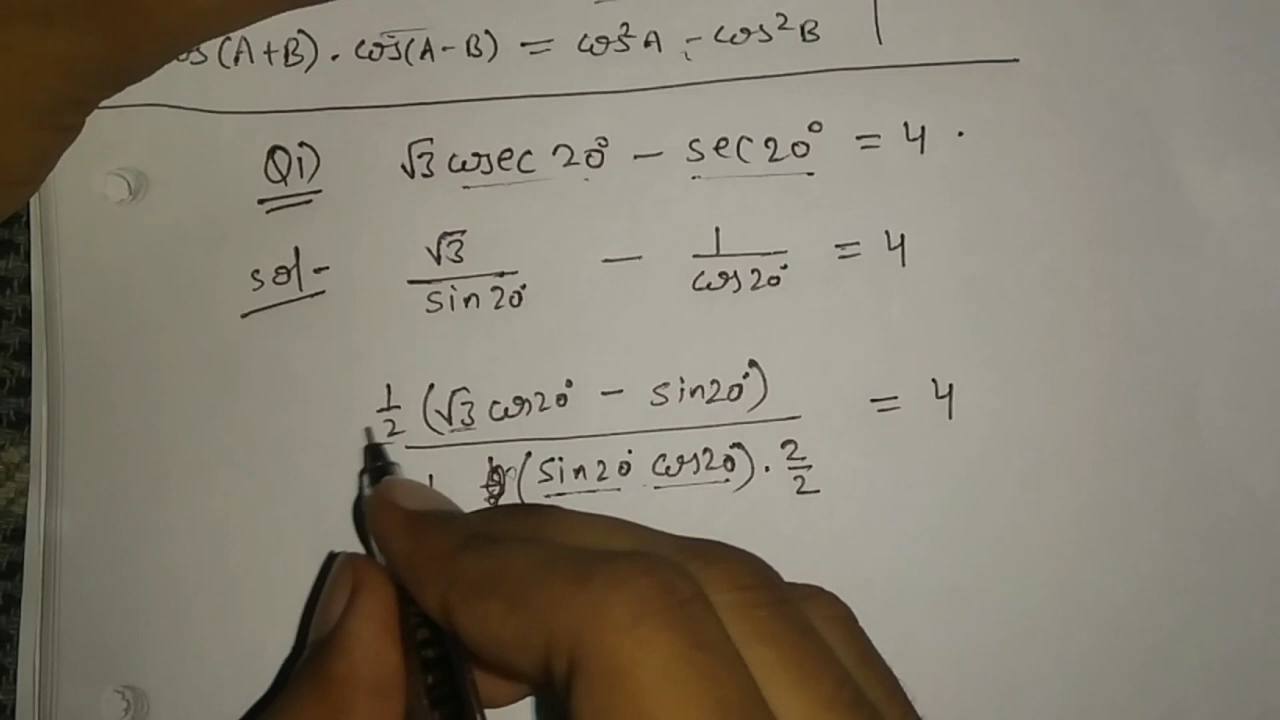 (A+B) . cos(A-B) = cos²A - cos²B
Q1) √3 cosec 20° - sec 20° = 4 .
sol- √3/sin 20° - 1/cos 20° = 4
1/2 (√3 cos 20° - sin 20°) / (sin 20° cos 20°) . 2/2 = 4